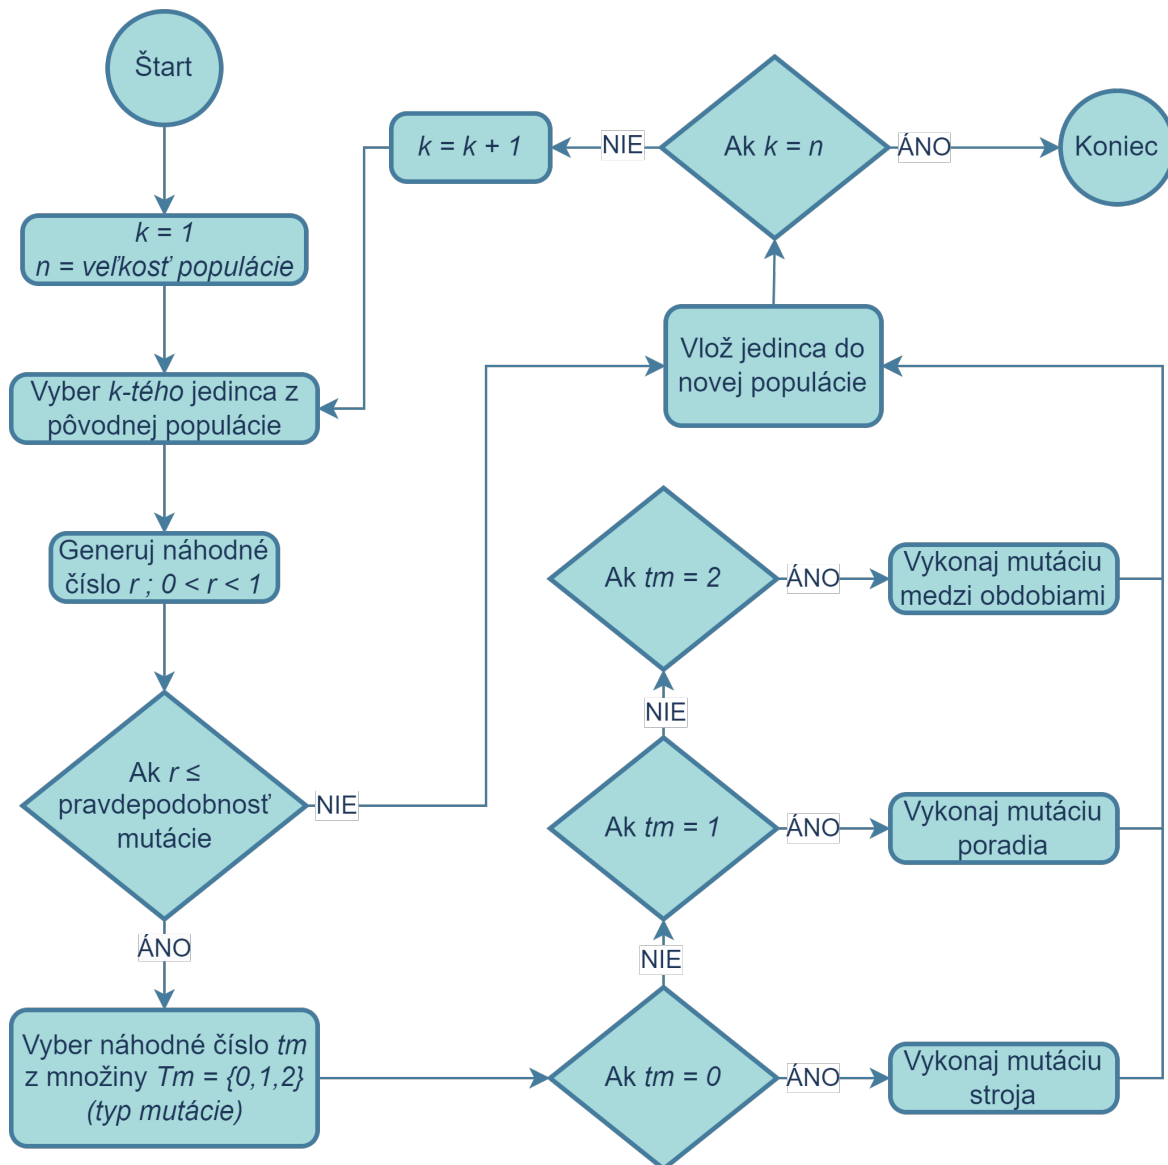 Štart
k = 1
n = veľkosť populácie
Vyber k-tého jedinca z
pôvodnej populácie
Generuj náhodné
číslo r ; 0 < r < 1
Ak r ≤
pravdepodobnosť
mutácie
NIE
ÁNO
Vyber náhodné číslo tm
z množiny Tm = {0,1,2}
(typ mutácie)
Ak tm = 0
ÁNO
Vykonaj mutáciu
stroja
NIE
Ak tm = 1
ÁNO
Vykonaj mutáciu
poradia
NIE
Ak tm = 2
ÁNO
Vykonaj mutáciu
medzi obdobiami
Vlož jedinca do
novej populácie
Ak k = n
NIE
k = k + 1
ÁNO
Koniec